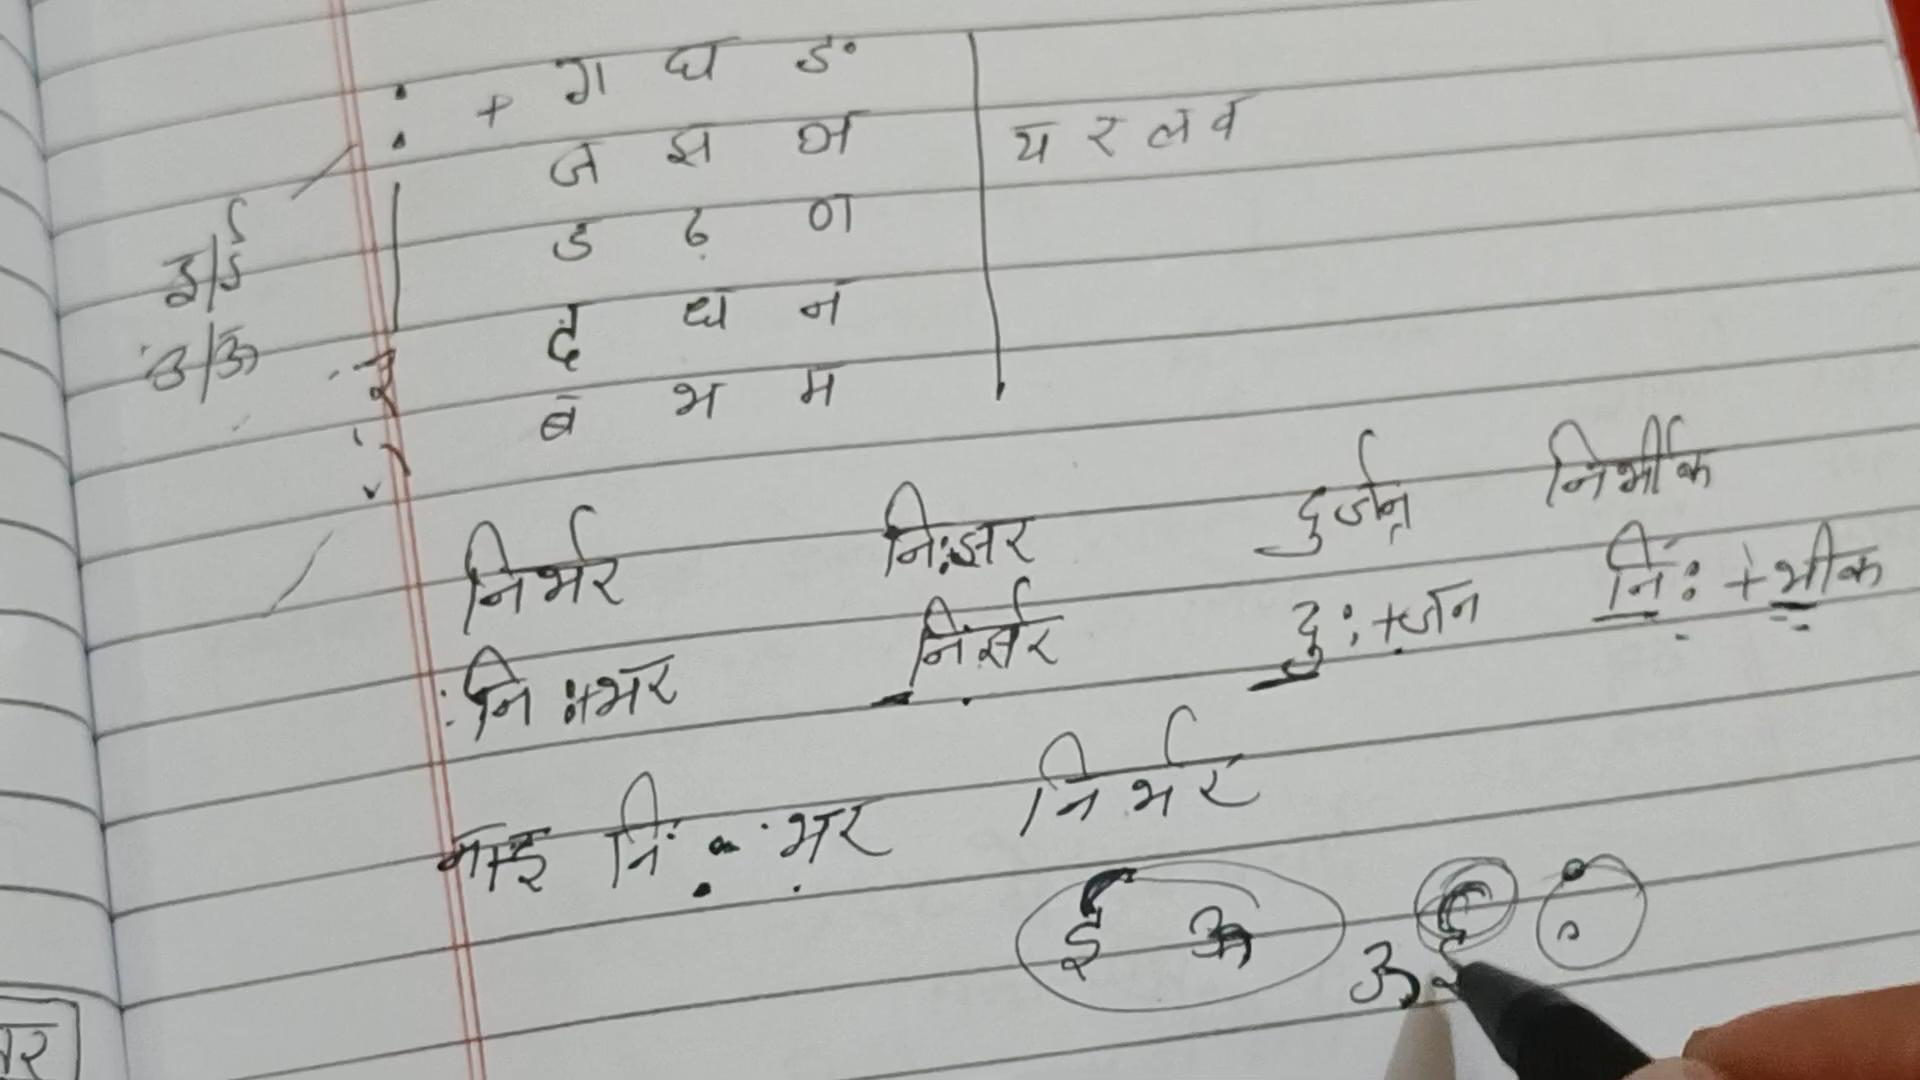 : + ग घ ङ
ज झ ञ य र ल व
इ/ई ड ढ़ ण
उ/ऊ द ध न
ब भ म
निर्भर नि:झर दुर्जन निर्भीक
नि:+भर निर्झर दु:+जन नि:+भीक
न+इ नि : भर निर्भर
ई ऊ उ ई :